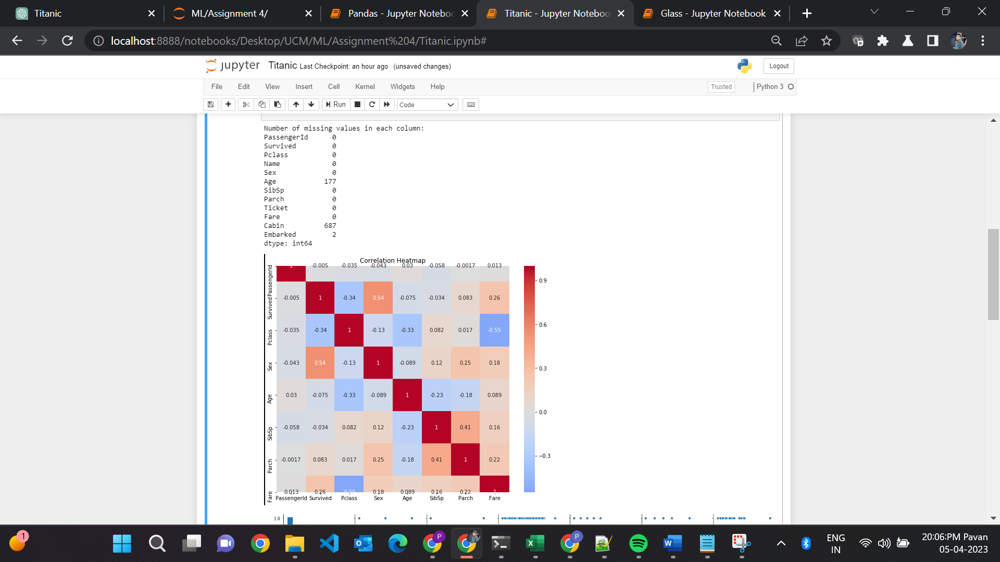 Titanic
ML/Assignment 4/
Pandas - Jupyter Noteboo
Titanic - Jupyter Noteboo
Glass - Jupyter Notebook
localhost:8888/notebooks/Desktop/UCM/ML/Assignment%204/Titanic.ipynb#
jupyter Titanic Last Checkpoint: an hour ago (unsaved changes)
Logout
File Edit View Insert Cell Kernel Widgets Help
Trusted
Python 3
Run
Code
Number of missing values in each column:
PassengerId 0
Survived 0
Pclass 0
Name 0
Sex 0
Age 177
SibSp 0
Parch 0
Ticket 0
Fare 0
Cabin 687
Embarked 2
dtype: int64
Correlation Heatmap
PassengerId 1 -0.005 -0.035 -0.043 0.03 -0.058 -0.0017 0.013
Survived -0.005 1 -0.34 0.54 -0.075 -0.034 0.083 0.26
Pclass -0.035 -0.34 1 -0.13 -0.33 0.082 0.017 -0.55
Sex -0.043 0.54 -0.13 1 -0.089 0.12 0.25 0.18
Age 0.03 -0.075 -0.33 -0.089 1 -0.23 -0.18 0.089
SibSp -0.058 -0.034 0.082 0.12 -0.23 1 0.41 0.16
Parch -0.0017 0.083 0.017 0.25 -0.18 0.41 1 0.22
Fare 0.013 0.26 -0.55 0.18 0.089 0.16 0.22 1
PassengerId Survived Pclass Sex Age SibSp Parch Fare
0.9
0.6
0.3
0.0
−0.3
1.0
1
P
P
ENG
IN
20:06:PM Pavan
05-04-2023